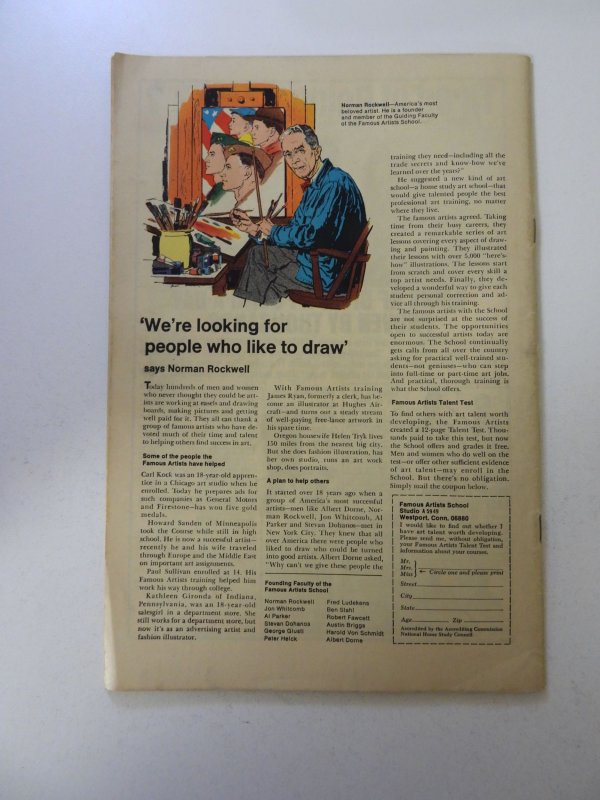 Norman Rockwell—America's most
beloved artist. He is a founder
and member of the Guiding Faculty
of the Famous Artists School.
'We're looking for
people who like to draw'
says Norman Rockwell
Today hundreds of men and women
who never thought they could be art-
ists are working at easels and drawing
boards, making pictures and getting
well paid for it. They all can thank a
group of famous artists who have de-
voted much of their time and talent
to helping others find success in art.
Some of the people the
Famous Artists have helped
Carl Kock was an 18-year-old appren-
tice in a Chicago art studio when he
enrolled. Today he prepares ads for
such companies as General Motors
and Firestone—has won five gold
medals.
Howard Sanden of Minneapolis
took the Course while still in high
school. He is now a successful artist—
recently he and his wife traveled
through Europe and the Middle East
on important art assignments.
Paul Sullivan enrolled at 14. His
Famous Artists training helped him
work his way through college.
Kathleen Gironda of Indiana,
Pennsylvania, was an 18-year-old
salesgirl in a department store. She
still works for a department store, but
now it's as an advertising artist and
fashion illustrator.
With Famous Artists training
James Ryan, formerly a clerk, has be-
come an illustrator at Hughes Air-
craft—and turns out a steady stream
of well-paying free-lance artwork in
his spare time.
Oregon housewife Helen Tryk lives
150 miles from the nearest big city.
But she does fashion illustration, has
her own studio, runs an art work
shop, does portraits.
A plan to help others
It started over 18 years ago when a
group of America's most successful
artists—men like Albert Dorne, Nor-
man Rockwell, Jon Whitcomb, Al
Parker and Stevan Dohanos—met in
New York City. They knew that all
over America there were people who
liked to draw who could be turned
into good artists. Albert Dorne asked,
"Why can't we give these people the
Founding Faculty of the
Famous Artists School
Norman Rockwell
Jon Whitcomb
Al Parker
Stevan Dohanos
George Giusti
Peter Helck
Fred Ludekens
Ben Stahl
Robert Fawcett
Austin Briggs
Harold Von Schmidt
Albert Dorne
training they need—including all the
trade secrets and know-how we've
learned over the years?"
He suggested a new kind of art
school—a home study art school—that
would give talented people the best
professional art training, no matter
where they live.
The famous artists agreed. Taking
time from their busy careers, they
created a remarkable series of art
lessons covering every aspect of draw-
ing and painting. They illustrated
their lessons with over 5,000 "here's-
how" illustrations. The lessons start
from scratch and cover every skill a
top artist needs. Finally, they de-
veloped a wonderful way to give each
student personal correction and ad-
vice all through his training.
The famous artists with the School
are not surprised at the success of
their students. The opportunities
open to successful artists today are
enormous. The School continually
gets calls from all over the country
asking for practical well-trained stu-
dents—not geniuses—who can step
into full-time or part-time art jobs.
And practical, thorough training is
what the School offers.
Famous Artists Talent Test
To find others with art talent worth
developing, the Famous Artists
created a 12-page Talent Test. Thou-
sands paid to take this test, but now
the School offers and grades it free.
Men and women who do well on the
test—or offer other sufficient evidence
of art talent—may enroll in the
School. But there's no obligation.
Simply mail the coupon below.
Famous Artists School
Studio
Westport, Conn. 06880
I would like to find out whether I
have art talent worth developing.
Please send me, without obligation,
your Famous Artists Talent Test and
information about your courses.
Mr.
Mrs.
Miss ← Circle one and please print
Street
City
State
Age Zip
Accredited by the Accrediting Commission
National Home Study Council